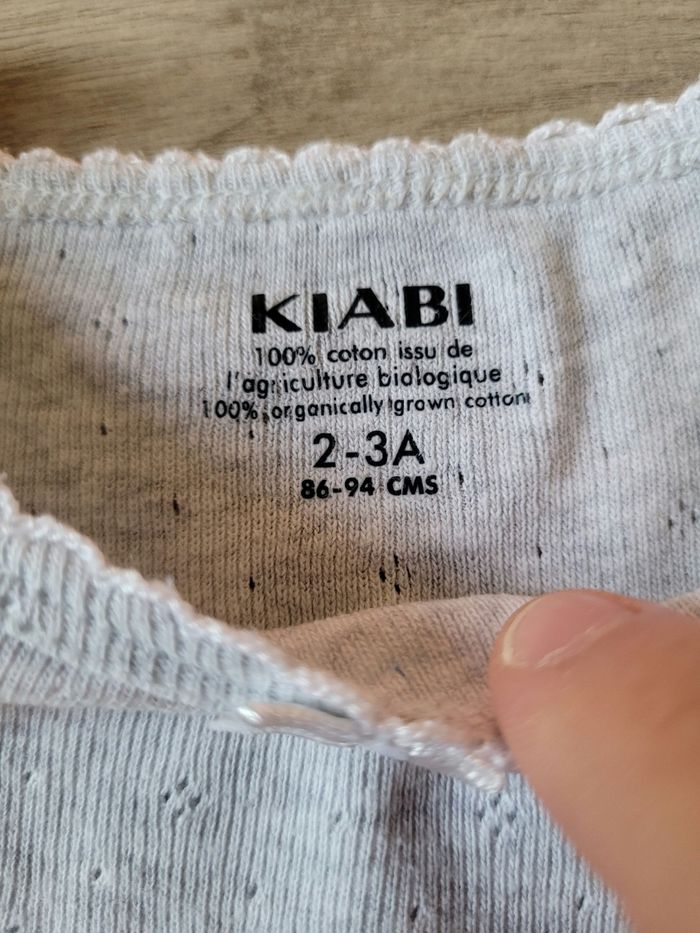 KIABI
100% coton issu de
l'agriculture biologique
100% organically grown cotton
2-3A
86-94 CMS